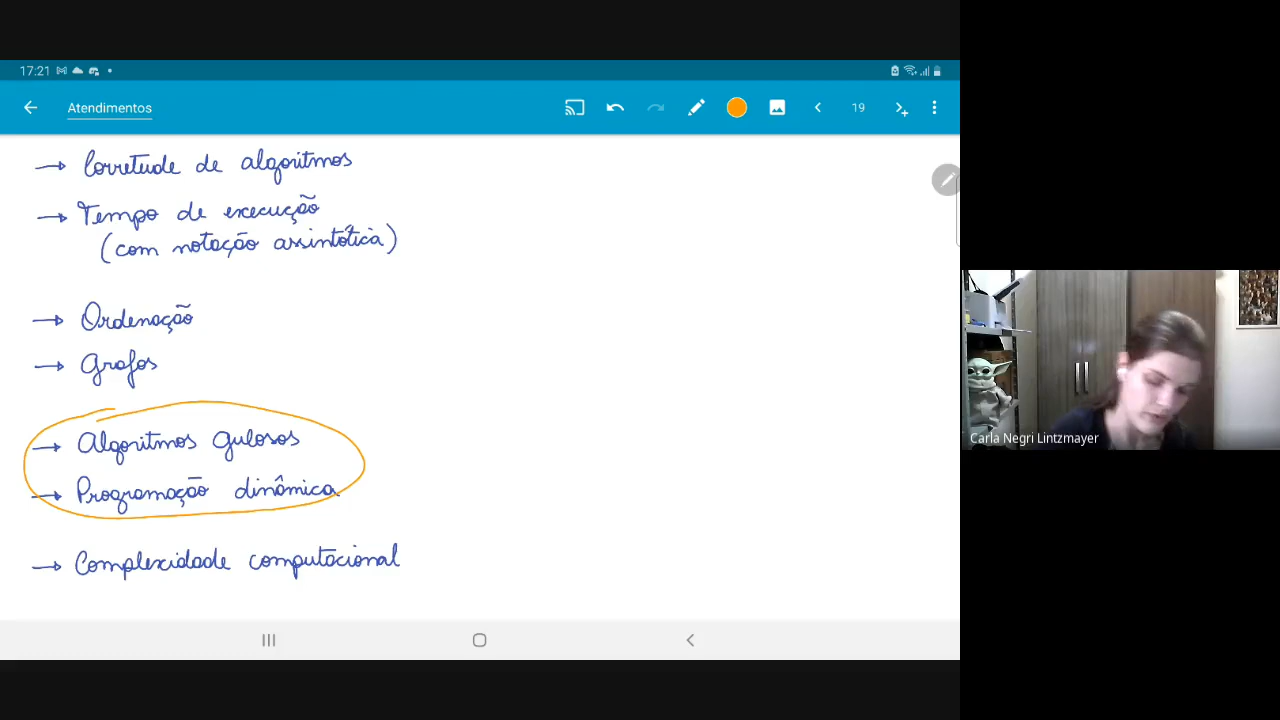 17:21
Atendimentos
19
→ Corretude de algoritmos
→ Tempo de execução
(com notação assintótica)
→ Ordenação
→ Grafos
→ Algoritmos gulosos
→ Programação dinâmica
→ Complexidade computacional
Carla Negri Lintzmayer